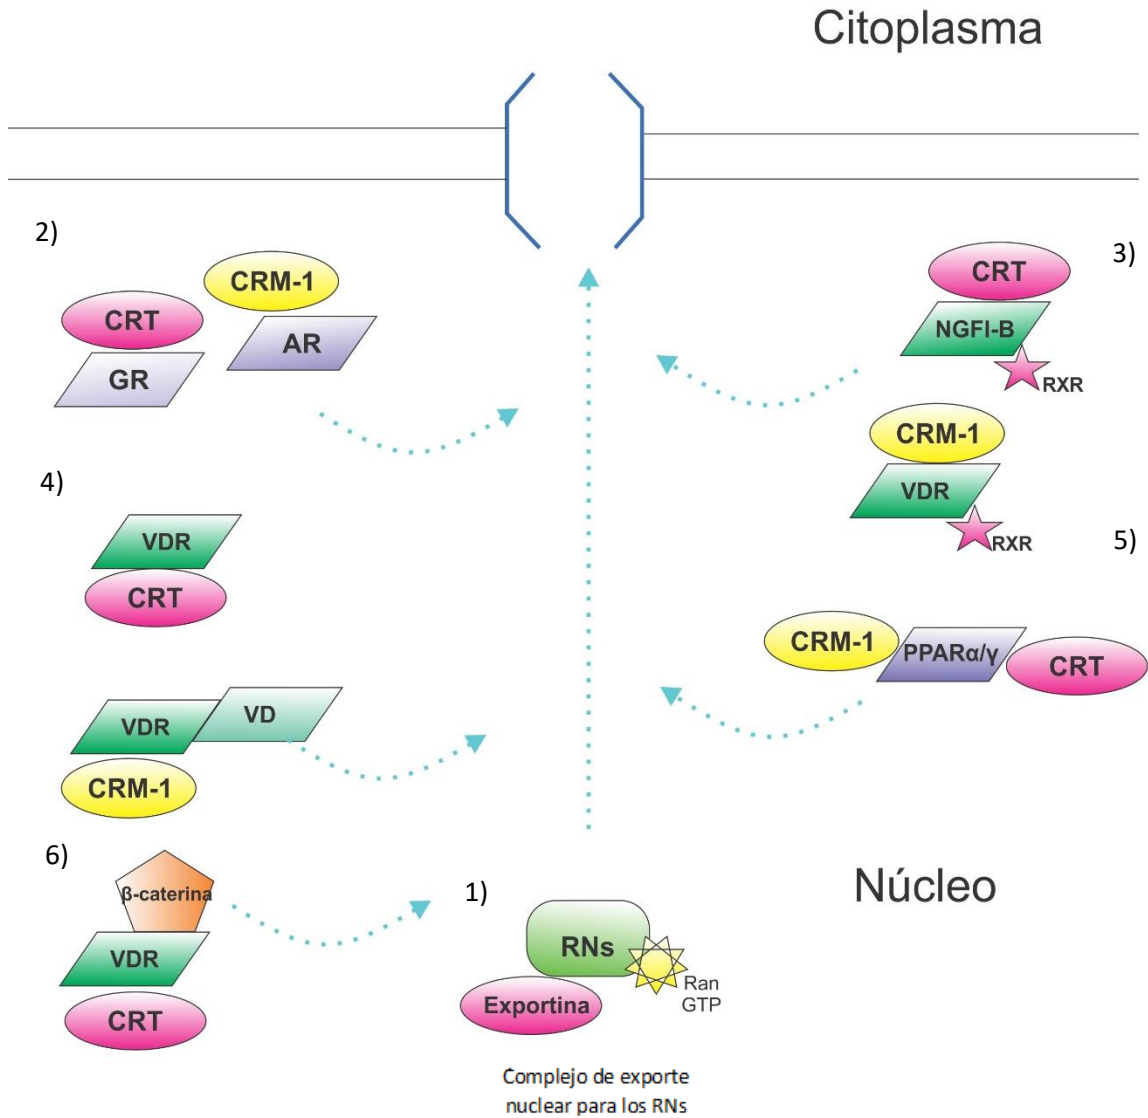 Citoplasma
2)
CRM-1
CRT
AR
GR
3)
CRT
NGFI-B
RXR
CRM-1
VDR
RXR
4)
VDR
CRT
VDR
VD
CRM-1
5)
CRM-1
PPARα/γ
CRT
6)
β-caterina
VDR
CRT
1)
RNs
Exportina
Ran
GTP
Complejo de exporte
nuclear para los RNs
Núcleo